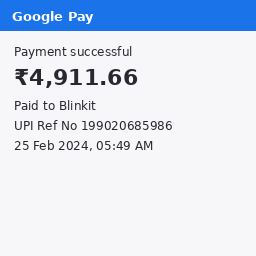 Google Pay
Payment successful
₹4,911.66
Paid to Blinkit
UPI Ref No 199020685986
25 Feb 2024, 05:49 AM